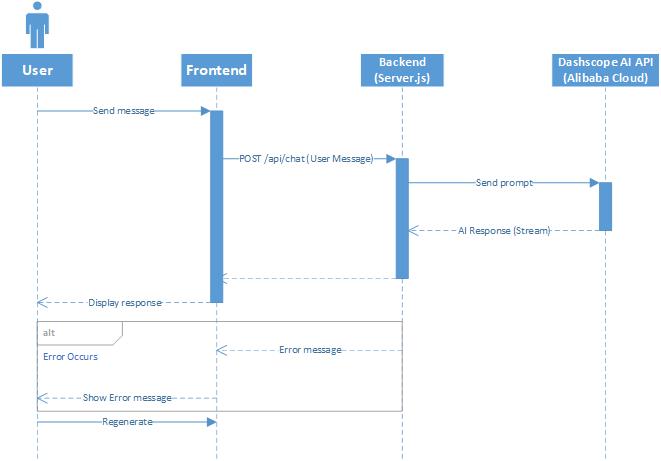 User
Frontend
Backend
(Server.js)
Dashscope AI API
(Alibaba Cloud)
Send message
POST /api/chat (User Message)
Send prompt
AI Response (Stream)
Display response
alt
Error Occurs
Error message
Show Error message
Regenerate